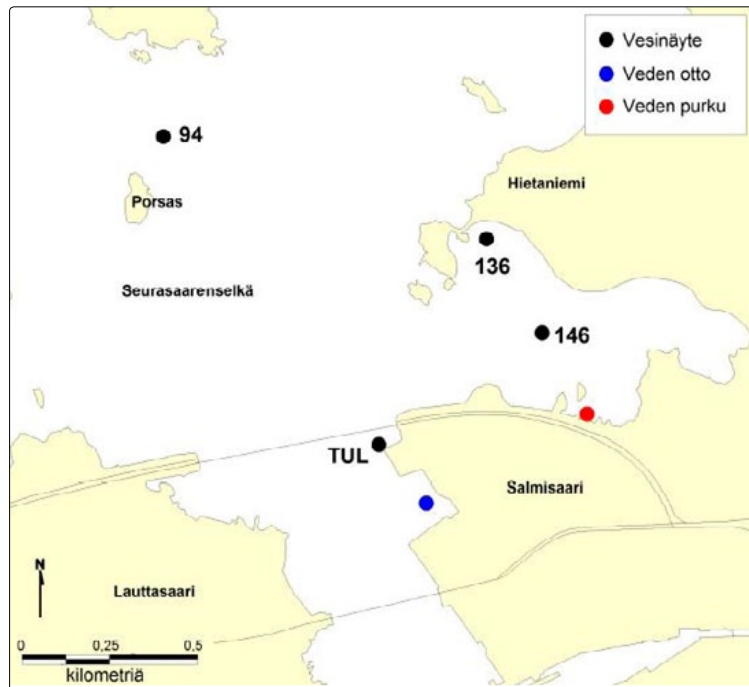 Vesinäyte
Veden otto
Veden purku
94
Hietaniemi
Porsas
136
Seurasaarenselkä
146
TUL
Salmisaari
N
Lauttasaari
0 0,25 0,5
kilometriä